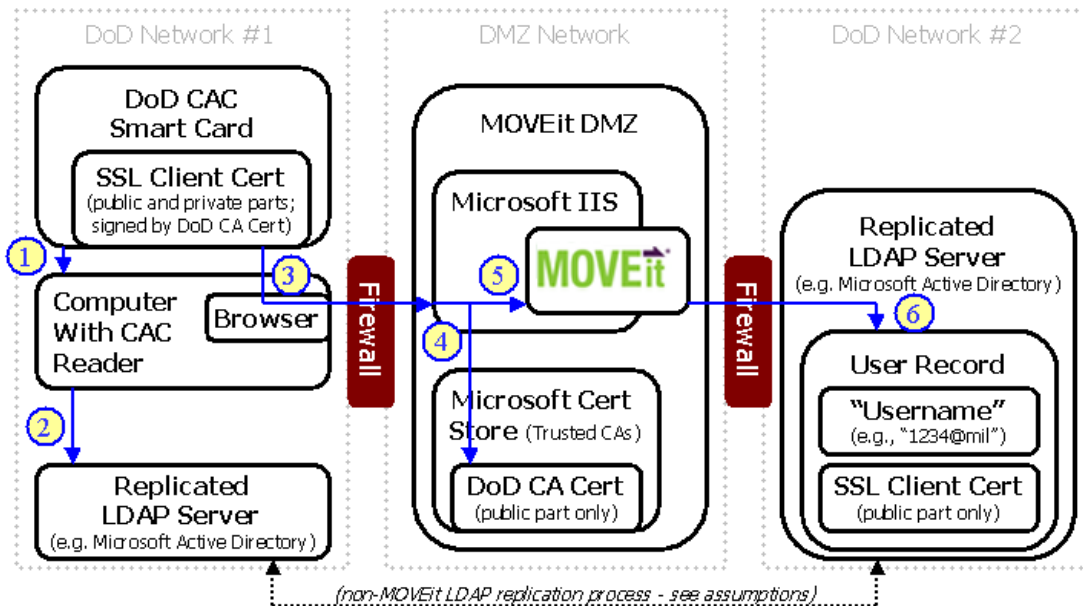 DoD Network #1
DMZ Network
DoD Network #2
DoD CAC
Smart Card
SSL Client Cert
(public and private parts;
signed by DoD CA Cert)
1
3
Computer
With CAC
Reader
Browser
2
Replicated
LDAP Server
(e.g. Microsoft Active Directory)
Firewall
MOVEit DMZ
Microsoft IIS
5
MOVEit
4
Microsoft Cert
Store (Trusted CAs)
DoD CA Cert
(public part only)
Firewall
Replicated
LDAP Server
(e.g. Microsoft Active Directory)
6
User Record
“Username”
(e.g., “1234@mil”)
SSL Client Cert
(public part only)
(non-MOVEit LDAP replication process - see assumptions)